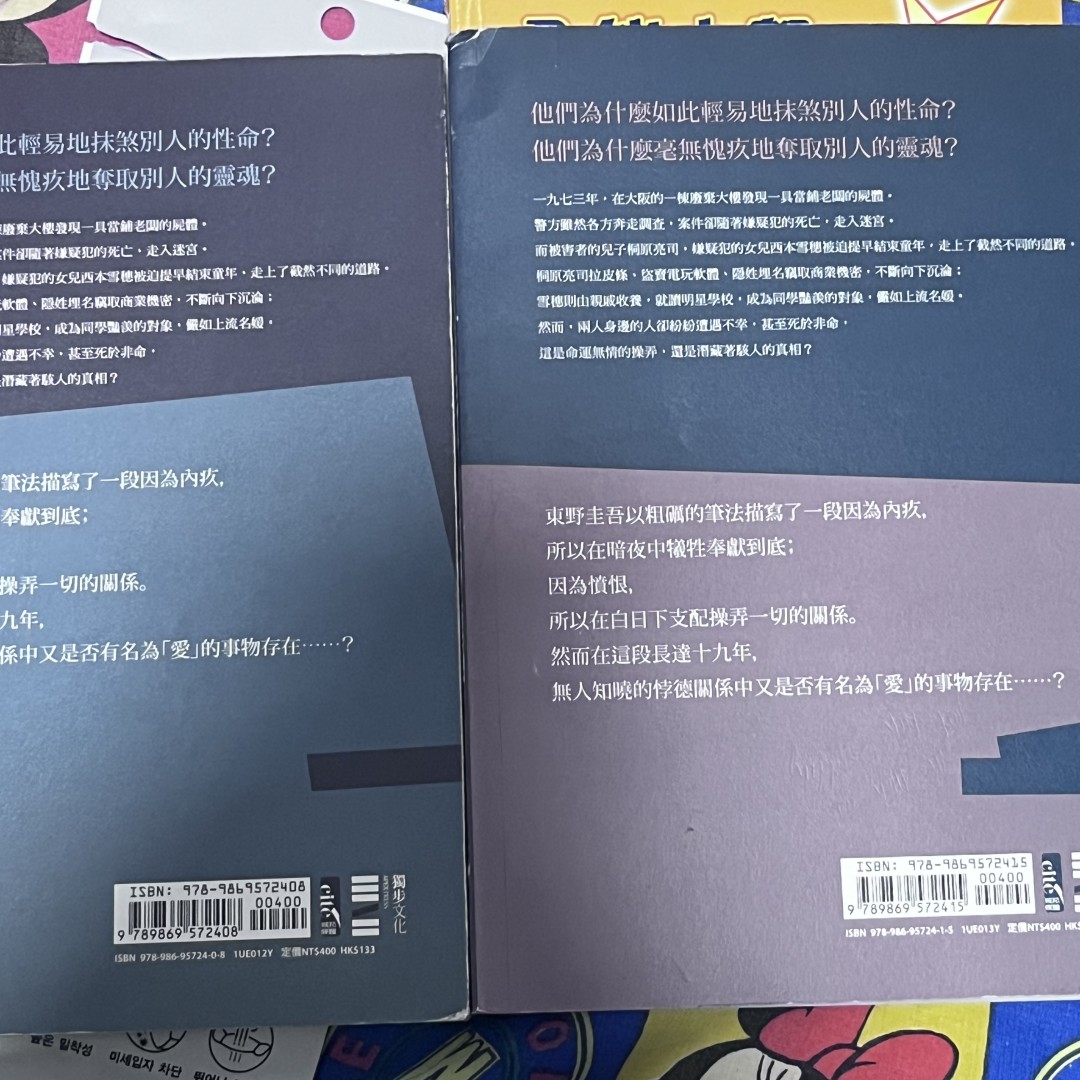 此輕易地抹煞別人的性命?
無愧疚地奪取別人的靈魂?
廢棄大樓發現一具當鋪老闆的屍體。
案件卻隨著嫌疑犯的死亡,走入迷宮。
嫌疑犯的女兒西本雪穗被迫提早結束童年,走上了截然不同的道路。
軟體、隱姓埋名竊取商業機密,不斷向下沉淪;
明星學校,成為同學豔羨的對象,儼如上流名媛。
遭遇不幸,甚至死於非命,
潛藏著駭人的真相?
筆法描寫了一段因為內疚,
奉獻到底;
操弄一切的關係。
九年,
係中又是否有名為「愛」的事物存在⋯⋯?
ISBN: 978-9869572408
00400
9 789869 572408
cité
城邦
獨步文化
ISBN 978-986-95724-0-8 1UE012Y 定價NT$400 HK$133
他們為什麼如此輕易地抹煞別人的性命?
他們為什麼毫無愧疚地奪取別人的靈魂?
一九七三年,在大阪的一棟廢棄大樓發現一具當鋪老闆的屍體。
警方雖然各方奔走調查,案件卻隨著嫌疑犯的死亡,走入迷宮。
而被害者的兒子桐原亮司,嫌疑犯的女兒西本雪穗被迫提早結束童年,走上了截然不同的道路。
桐原亮司拉皮條、盜賣電玩軟體、隱姓埋名竊取商業機密,不斷向下沉淪;
雪穗則由親戚收養,就讀明星學校,成為同學豔羨的對象,儼如上流名媛。
然而,兩人身邊的人卻紛紛遭遇不幸,甚至死於非命,
這是命運無情的操弄,還是潛藏著駭人的真相?
東野圭吾以粗礪的筆法描寫了一段因為內疚,
所以在暗夜中犧牲奉獻到底;
因為憤恨,
所以在白日下支配操弄一切的關係。
然而在這段長達十九年,
無人知曉的悖德關係中又是否有名為「愛」的事物存在⋯⋯?
ISBN: 978-9869572415
00400
9 789869 572415
cité
ISBN 978-986-95724-1-5 1UE013Y 定價NT$400 HK$
높은 밀착성
미세입자 차단